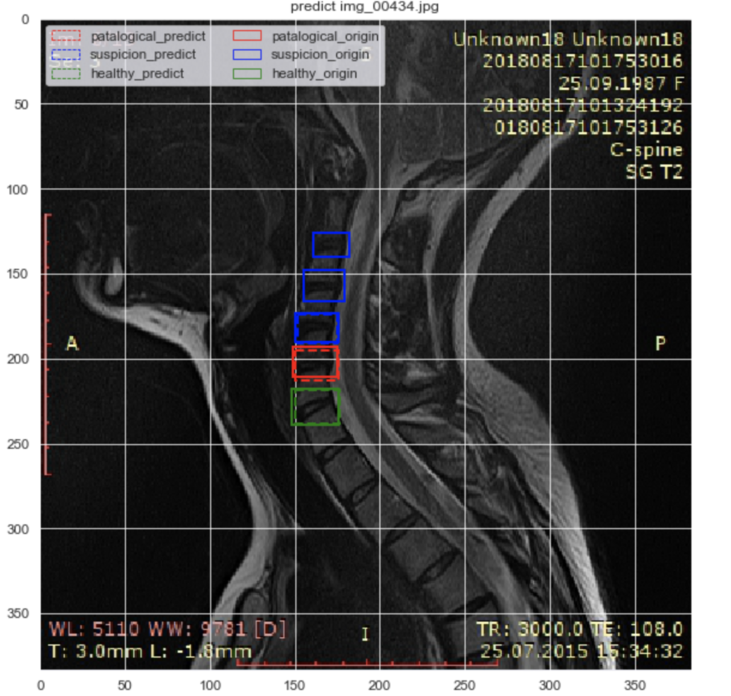 predict img_00434.jpg
patalogical_predict
patalogical_origin
suspicion_predict
suspicion_origin
healthy_predict
healthy_origin
Unknown18 Unknown18
20180817101753016
25.09.1987 F
20180817101324192
0180817101753126
C-spine
SG T2
A
P
I
WL: 5110 WW: 9781 [D]
T: 3.0mm L: -1.8mm
TR: 3000.0 TE: 108.0
25.07.2015 15:34:32
0
50
100
150
200
250
300
350
0
50
100
150
200
250
300
350